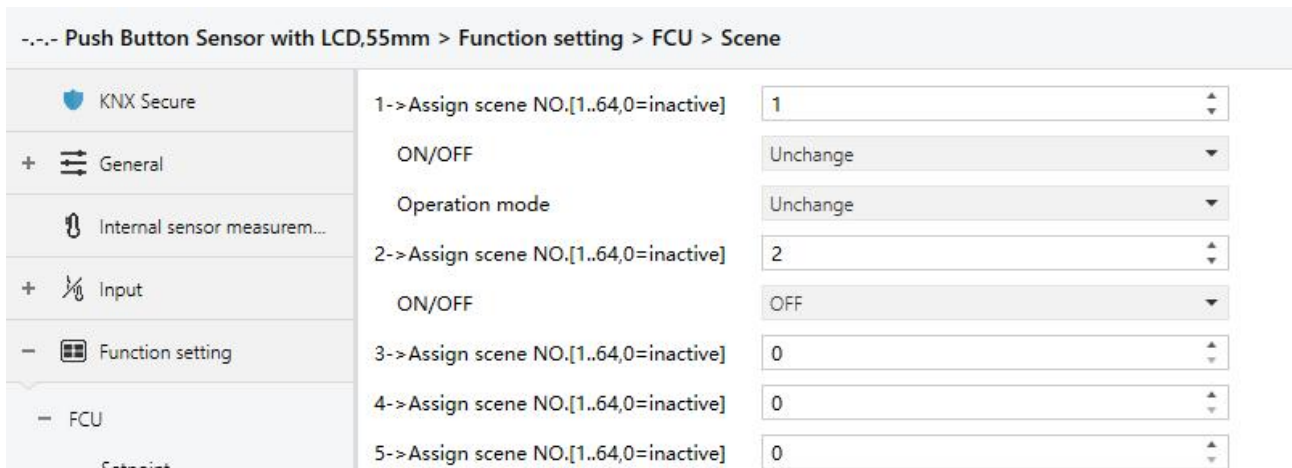 -.-.- Push Button Sensor with LCD,55mm > Function setting > FCU > Scene
KNX Secure
+ General
Internal sensor measurem...
+ Input
− Function setting
− FCU
Setpoint
1->Assign scene NO.[1..64,0=inactive] 1
ON/OFF Unchange
Operation mode Unchange
2->Assign scene NO.[1..64,0=inactive] 2
ON/OFF OFF
3->Assign scene NO.[1..64,0=inactive] 0
4->Assign scene NO.[1..64,0=inactive] 0
5->Assign scene NO.[1..64,0=inactive] 0